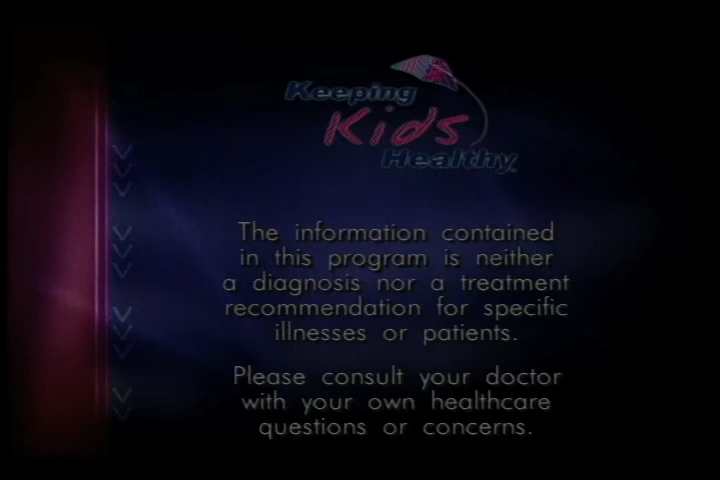 Keeping
Kids
Healthy
The information contained
in this program is neither
a diagnosis nor a treatment
recommendation for specific
illnesses or patients.
Please consult your doctor
with your own healthcare
questions or concerns.